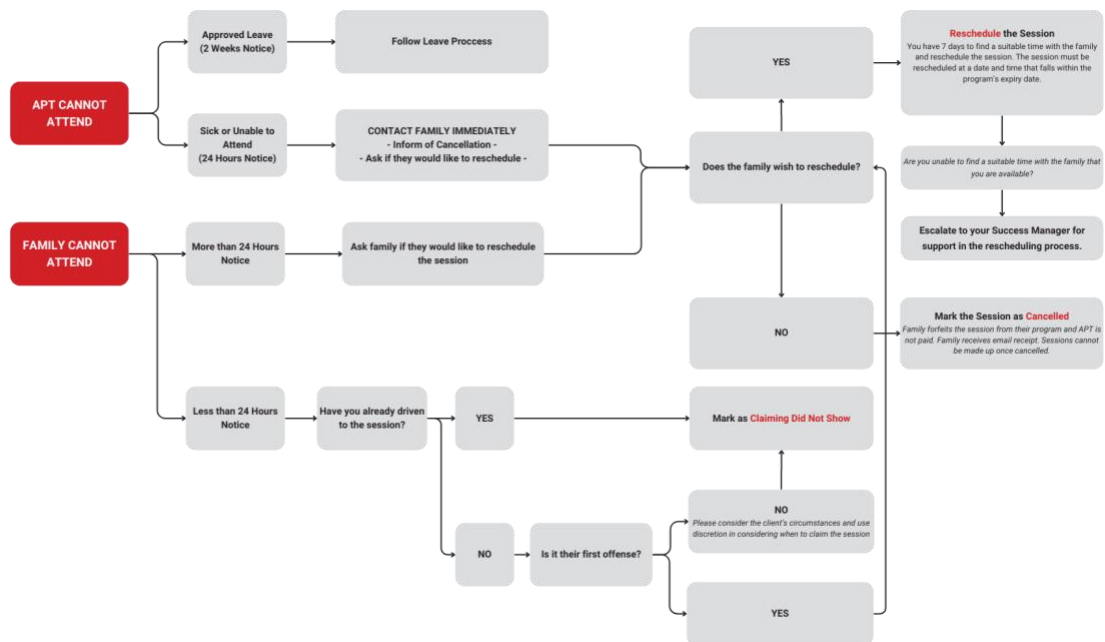 APT CANNOT
ATTEND
Approved Leave
(2 Weeks Notice)
Follow Leave Proccess
Sick or Unable to
Attend
(24 Hours Notice)
CONTACT FAMILY IMMEDIATELY
- Inform of Cancellation -
- Ask if they would like to reschedule -
FAMILY CANNOT
ATTEND
More than 24 Hours
Notice
Ask family if they would like to reschedule
the session
Less than 24 Hours
Notice
Have you already driven
to the session?
YES
NO
Is it their first offense?
YES
Does the family wish to reschedule?
NO
Mark as Claiming Did Not Show
NO
Please consider the client's circumstances and use
discretion in considering when to claim the session
YES
Reschedule the Session
You have 7 days to find a suitable time with the family
and reschedule the session. The session must be
rescheduled at a date and time that falls within the
program's expiry date.
Are you unable to find a suitable time with the family that
you are available?
Escalate to your Success Manager for
support in the rescheduling process.
Mark the Session as Cancelled
Family forfeits the session from their program and APT is
not paid. Family receives email receipt. Sessions cannot
be made up once cancelled.